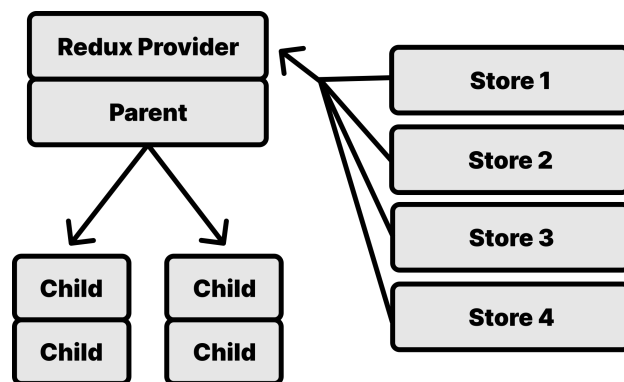 Redux Provider
Parent
Child
Child
Child
Child
Store 1
Store 2
Store 3
Store 4